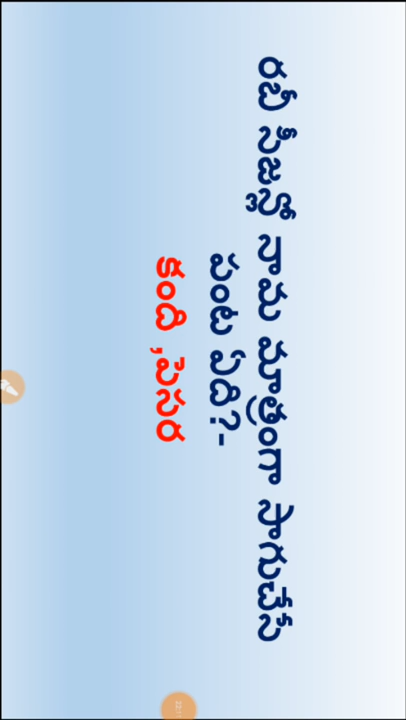 రబీ సీజన్లో నామ మాత్రంగా సాగుచేసే
పంట ఏది?-
కంది ,పెసర